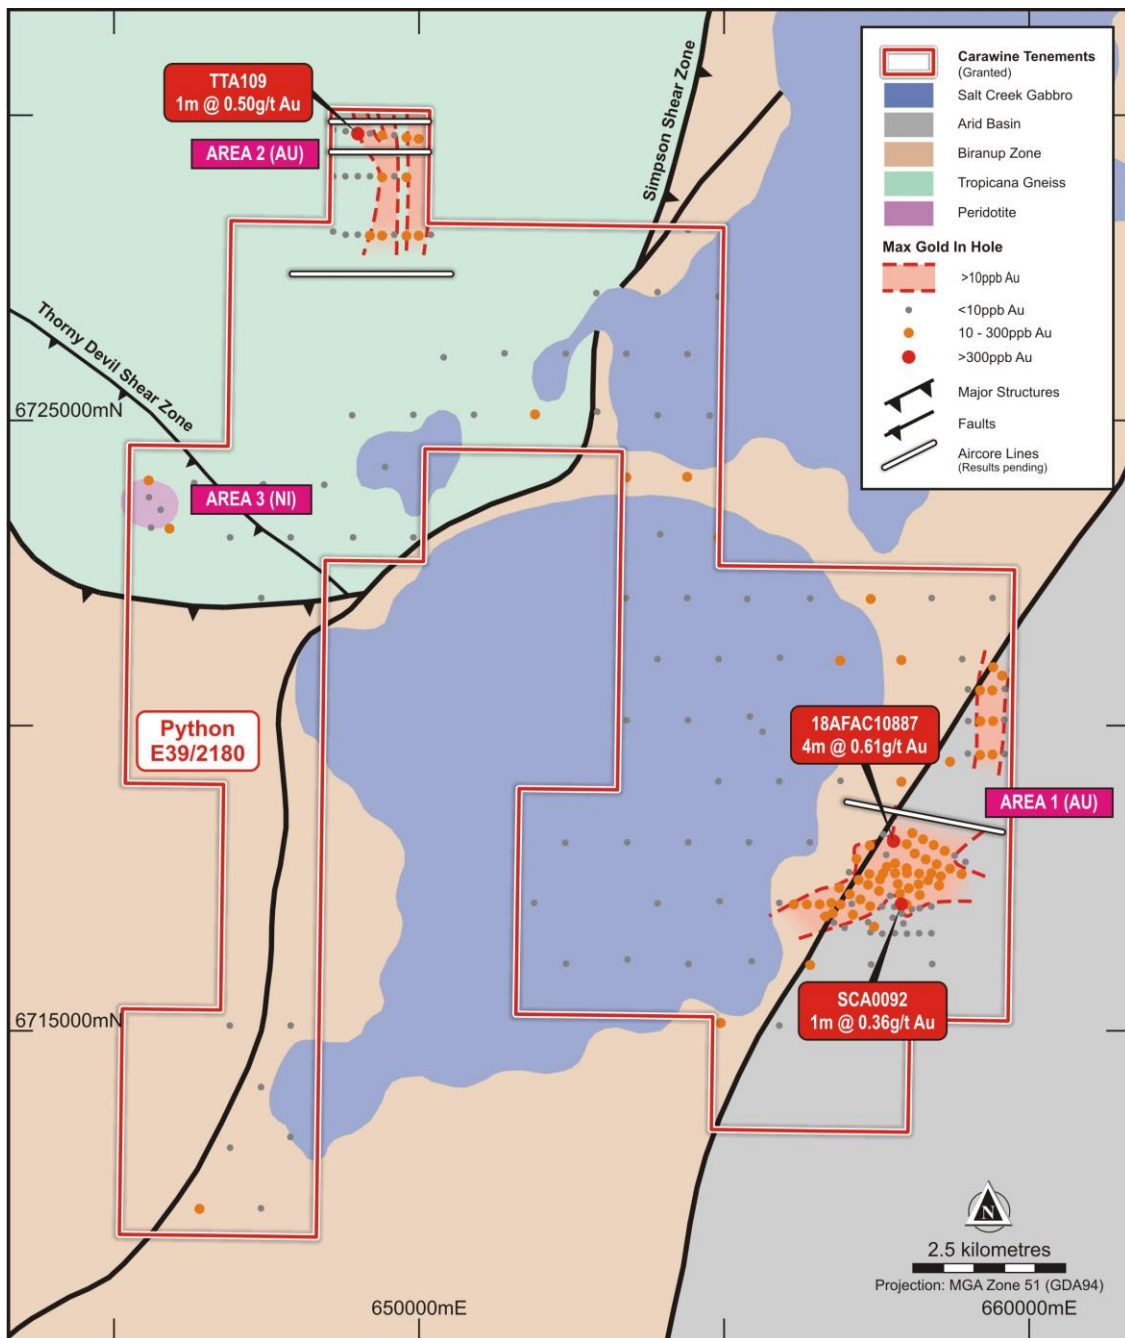 TTA109
1m @ 0.50g/t Au
AREA 2 (AU)
Simpson Shear Zone
Carawine Tenements
(Granted)
Salt Creek Gabbro
Arid Basin
Biranup Zone
Tropicana Gneiss
Peridotite
Max Gold In Hole
>10ppb Au
<10ppb Au
10 - 300ppb Au
>300ppb Au
Major Structures
Faults
Aircore Lines
(Results pending)
Thorny Devil Shear Zone
6725000mN
AREA 3 (NI)
Python
E39/2180
18AFAC10887
4m @ 0.61g/t Au
AREA 1 (AU)
SCA0092
1m @ 0.36g/t Au
6715000mN
N
2.5 kilometres
Projection: MGA Zone 51 (GDA94)
650000mE
660000mE